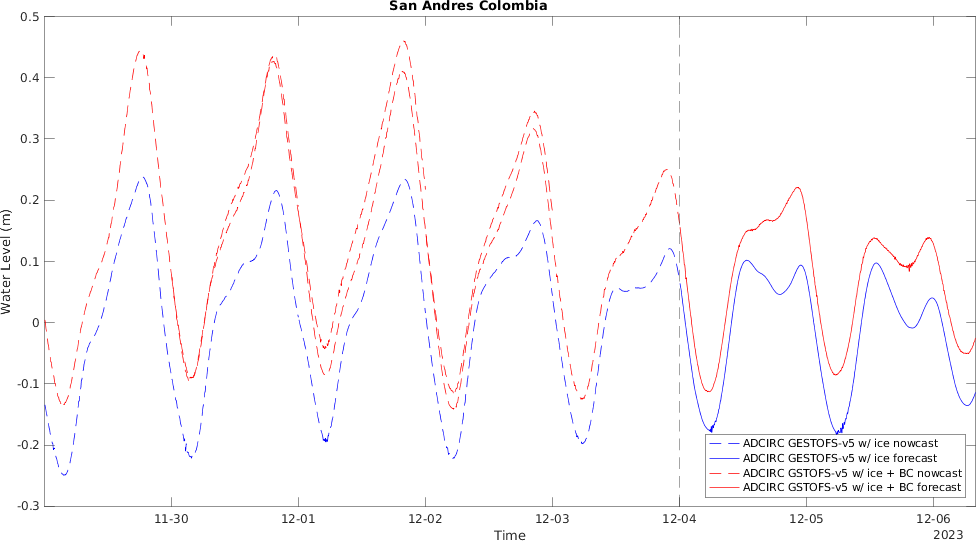 San Andres Colombia
Water Level (m)
0.5
0.4
0.3
0.2
0.1
0
-0.1
-0.2
-0.3
11-30
12-01
12-02
12-03
12-04
12-05
12-06
Time
2023
ADCIRC GESTOFS-v5 w/ ice nowcast
ADCIRC GESTOFS-v5 w/ ice forecast
ADCIRC GSTOFS-v5 w/ ice + BC nowcast
ADCIRC GSTOFS-v5 w/ ice + BC forecast